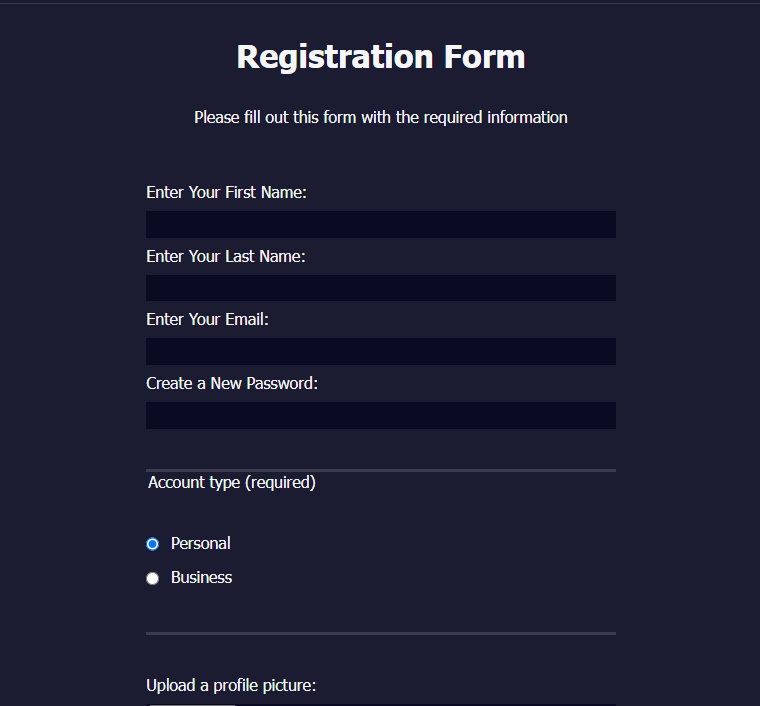 Registration Form
Please fill out this form with the required information
Enter Your First Name:
Enter Your Last Name:
Enter Your Email:
Create a New Password:
Account type (required)
Personal
Business
Upload a profile picture: